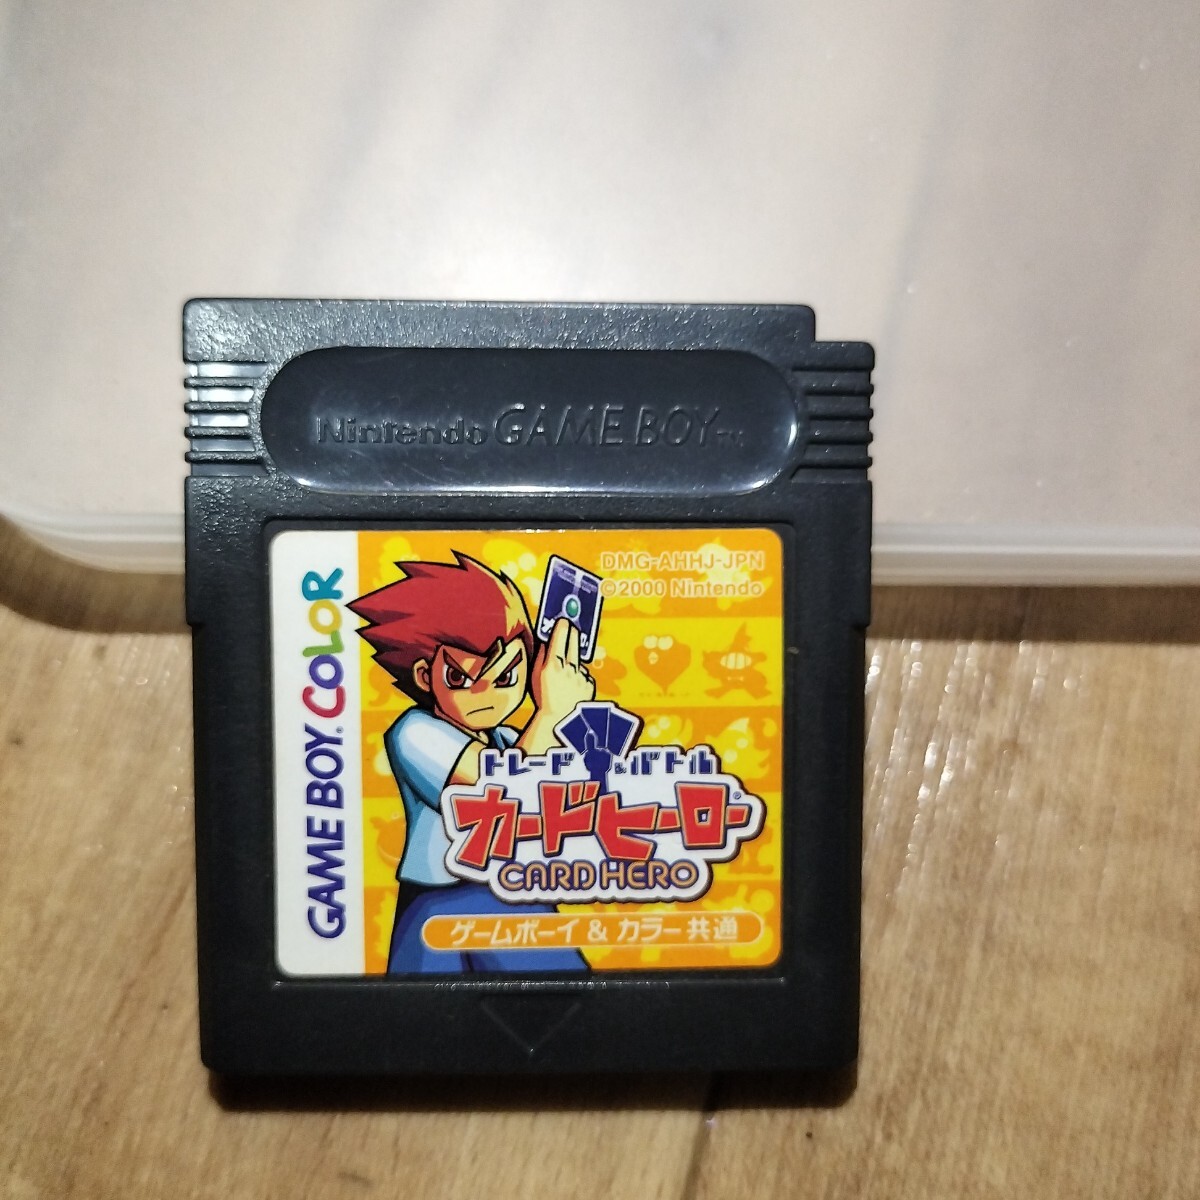 Nintendo GAME BOY TM
DMG-AHHJ-JPN
©2000 Nintendo
GAME BOY COLOR
トレード&バトル
カードヒーロー®
CARD HERO
ゲームボーイ & カラー共通